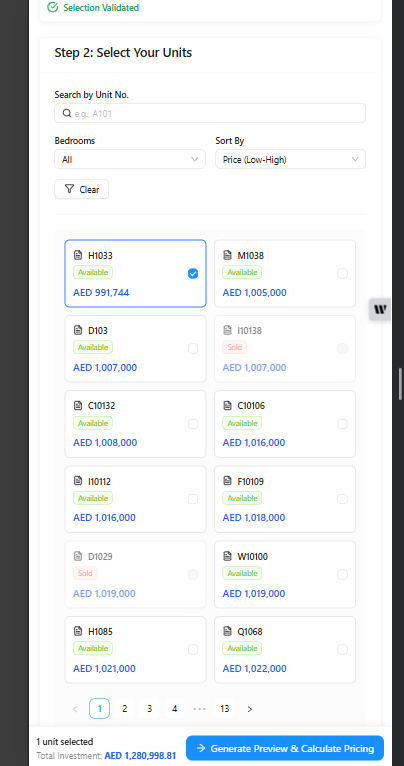 Selection Validated
Step 2: Select Your Units
Search by Unit No.
e.g., A101
Bedrooms
Sort By
All
Price (Low-High)
Clear
H1033
Available
AED 991,744
M1038
Available
AED 1,005,000
D103
Available
AED 1,007,000
I10138
Sold
AED 1,007,000
C10132
Available
AED 1,008,000
C10106
Available
AED 1,016,000
I10112
Available
AED 1,016,000
F10109
Available
AED 1,018,000
D1029
Sold
AED 1,019,000
W10100
Available
AED 1,019,000
H1085
Available
AED 1,021,000
Q1068
Available
AED 1,022,000
< 1 2 3 4 ··· 13 >
1 unit selected
Total Investment: AED 1,280,998.81
→ Generate Preview & Calculate Pricing
W